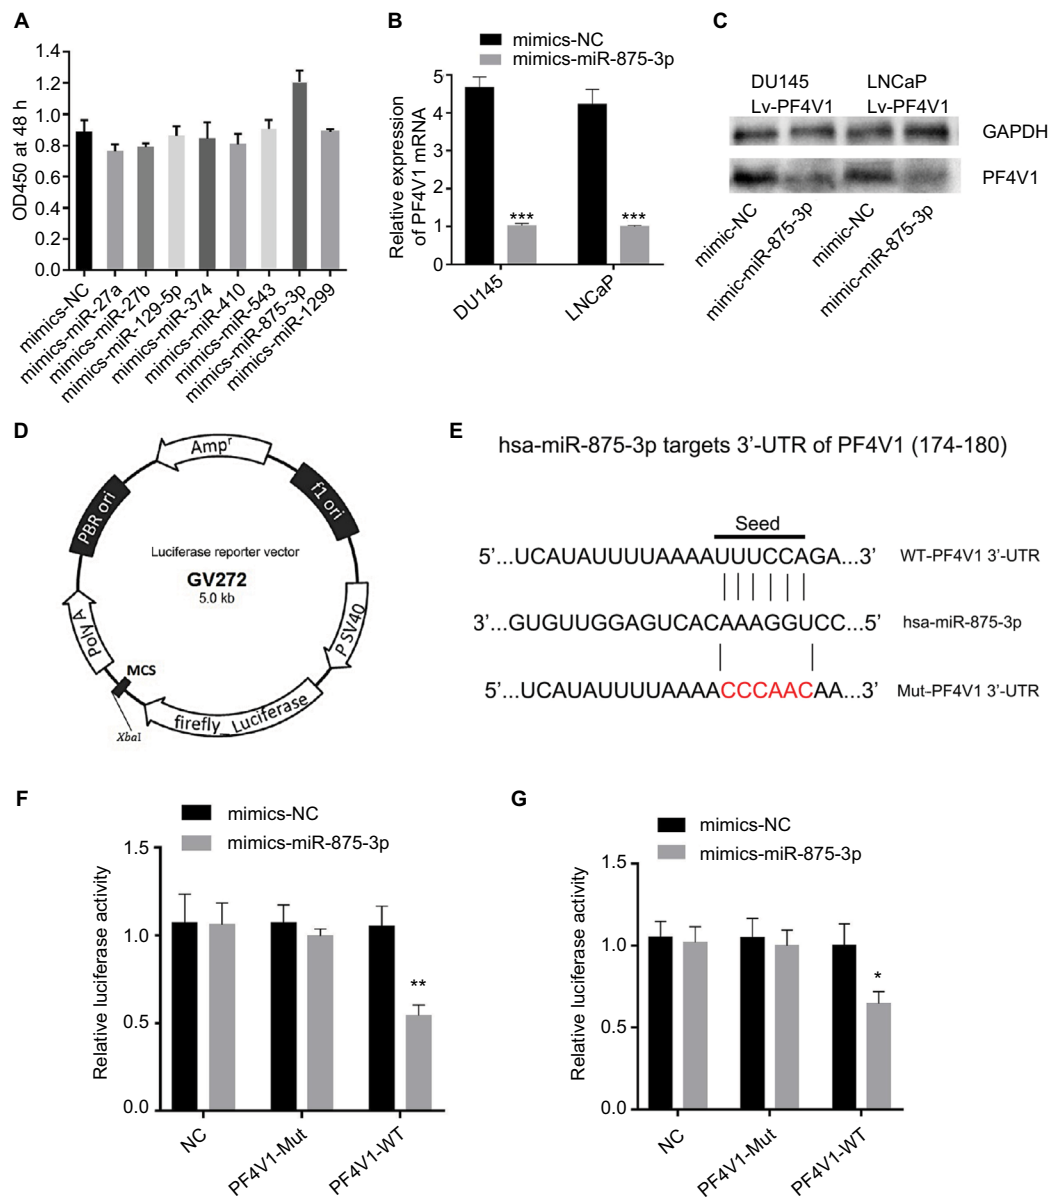 A
1.4
1.2
1.0
0.8
0.6
0.4
0.2
0.0
OD450 at 48 h
mimics-NC
mimics-miR-27a
mimics-miR-27b
mimics-miR-129-5p
mimics-miR-374
mimics-miR-410
mimics-miR-543
mimics-miR-875-3p
mimics-miR-1299
B
mimics-NC
mimics-miR-875-3p
5
4
3
2
1
0
Relative expression
of PF4V1 mRNA
***
***
DU145
LNCaP
C
DU145 LNCaP
Lv-PF4V1 Lv-PF4V1
GAPDH
PF4V1
mimic-NC
mimic-miR-875-3p
mimic-NC
mimic-miR-875-3p
D
Ampr
f1 ori
PBR ori
Luciferase reporter vector
GV272
5.0 kb
P SV40
Poly A
MCS
firefly_Luciferase
XbaI
E
hsa-miR-875-3p targets 3’-UTR of PF4V1 (174-180)
Seed
5’...UCAUAUUUUAAAAUUUCCAGA...3’ WT-PF4V1 3’-UTR
3’...GUGUUGGAGUCACAAAGGUCC...5’ hsa-miR-875-3p
5’...UCAUAUUUUAAAACCCAACAA...3’ Mut-PF4V1 3’-UTR
F
mimics-NC
mimics-miR-875-3p
1.5
1.0
0.5
0.0
Relative luciferase activity
**
NC
PF4V1-Mut
PF4V1-WT
G
mimics-NC
mimics-miR-875-3p
1.5
1.0
0.5
0.0
Relative luciferase activity
*
NC
PF4V1-Mut
PF4V1-WT